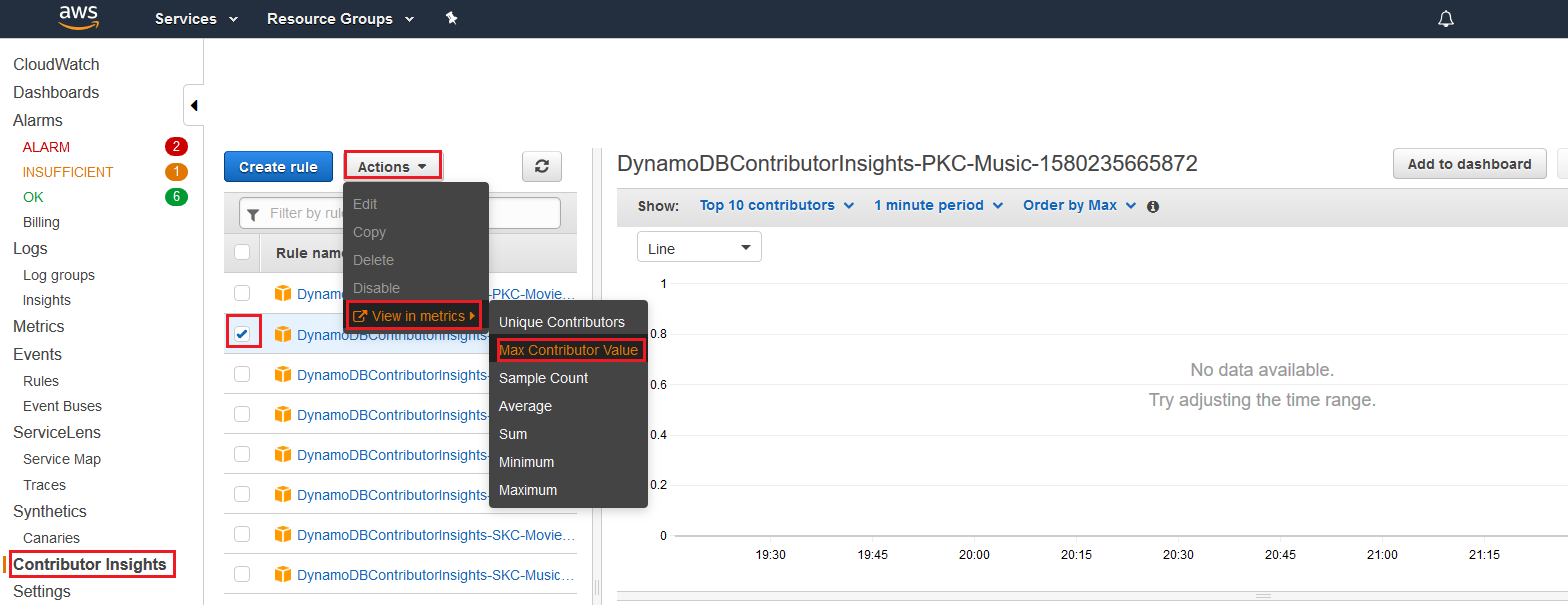 aws
Services
Resource Groups
CloudWatch
Dashboards
Alarms
ALARM 2
INSUFFICIENT 1
OK 6
Billing
Logs
Log groups
Insights
Metrics
Events
Rules
Event Buses
ServiceLens
Service Map
Traces
Synthetics
Canaries
Contributor Insights
Settings
Create rule
Actions
Filter by rul
Rule nam
Edit
Copy
Delete
Disable
View in metrics
Unique Contributors
Max Contributor Value
Sample Count
Average
Sum
Minimum
Maximum
Dynam -PKC-Movie...
DynamoDBContributorInsights-
DynamoDBContributorInsights-
DynamoDBContributorInsights-
DynamoDBContributorInsights-
DynamoDBContributorInsights-
DynamoDBContributorInsights-SKC-Movie...
DynamoDBContributorInsights-SKC-Music...
DynamoDBContributorInsights-PKC-Music-1580235665872
Add to dashboard
Show: Top 10 contributors 1 minute period Order by Max
Line
1
0.8
0.6
0.4
0.2
0
No data available.
Try adjusting the time range.
19:30 19:45 20:00 20:15 20:30 20:45 21:00 21:15